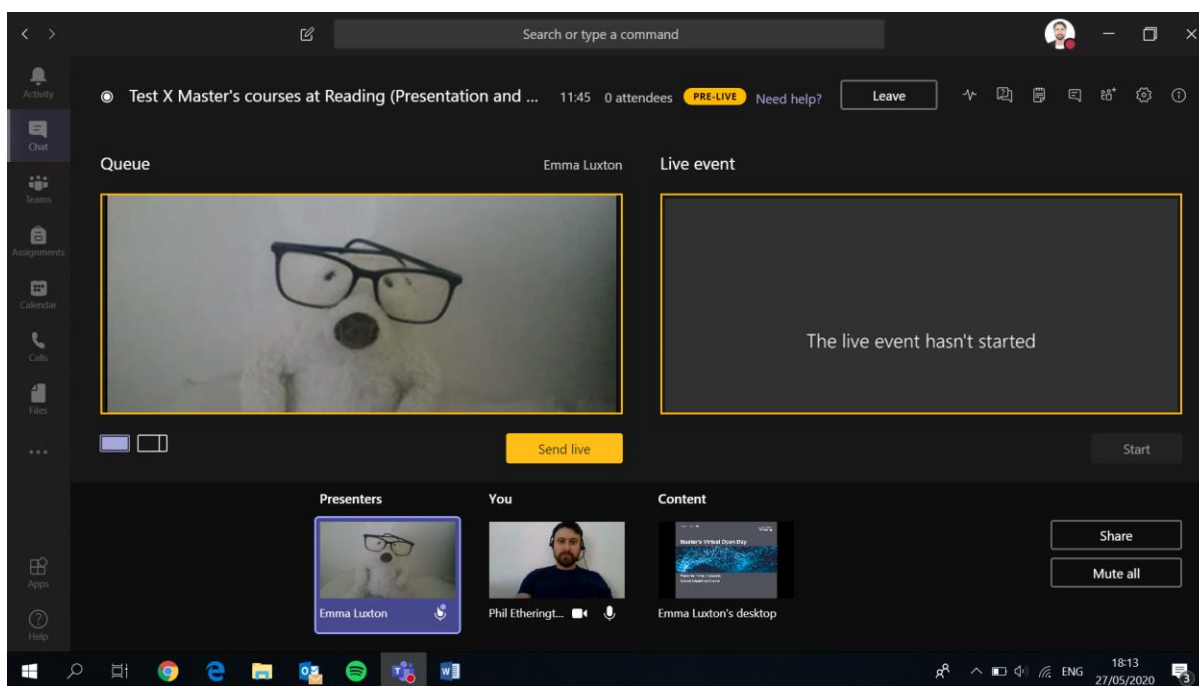 Search or type a command
Activity
Chat
Teams
Assignments
Calendar
Calls
Files
Apps
Help
Test X Master's courses at Reading (Presentation and ... 11:45 0 attendees PRE-LIVE Need help? Leave
Queue Emma Luxton
Live event
The live event hasn't started
Send live
Start
Presenters
Emma Luxton
You
Phil Etheringt...
Content
Master's Virtual Open Day
Emma Luxton's desktop
Share
Mute all
ENG
18:13
27/05/2020
3